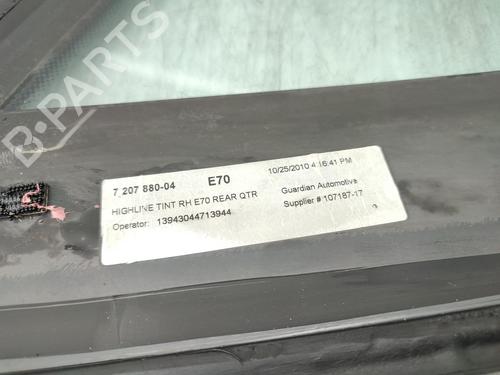 B-PARTS
7 207 880-04 E70 10/25/2010 4:16:41 PM
HIGHLINE TINT RH E70 REAR QTR Guardian Automotive
Operator: 13943044713944 Supplier # 107187-17